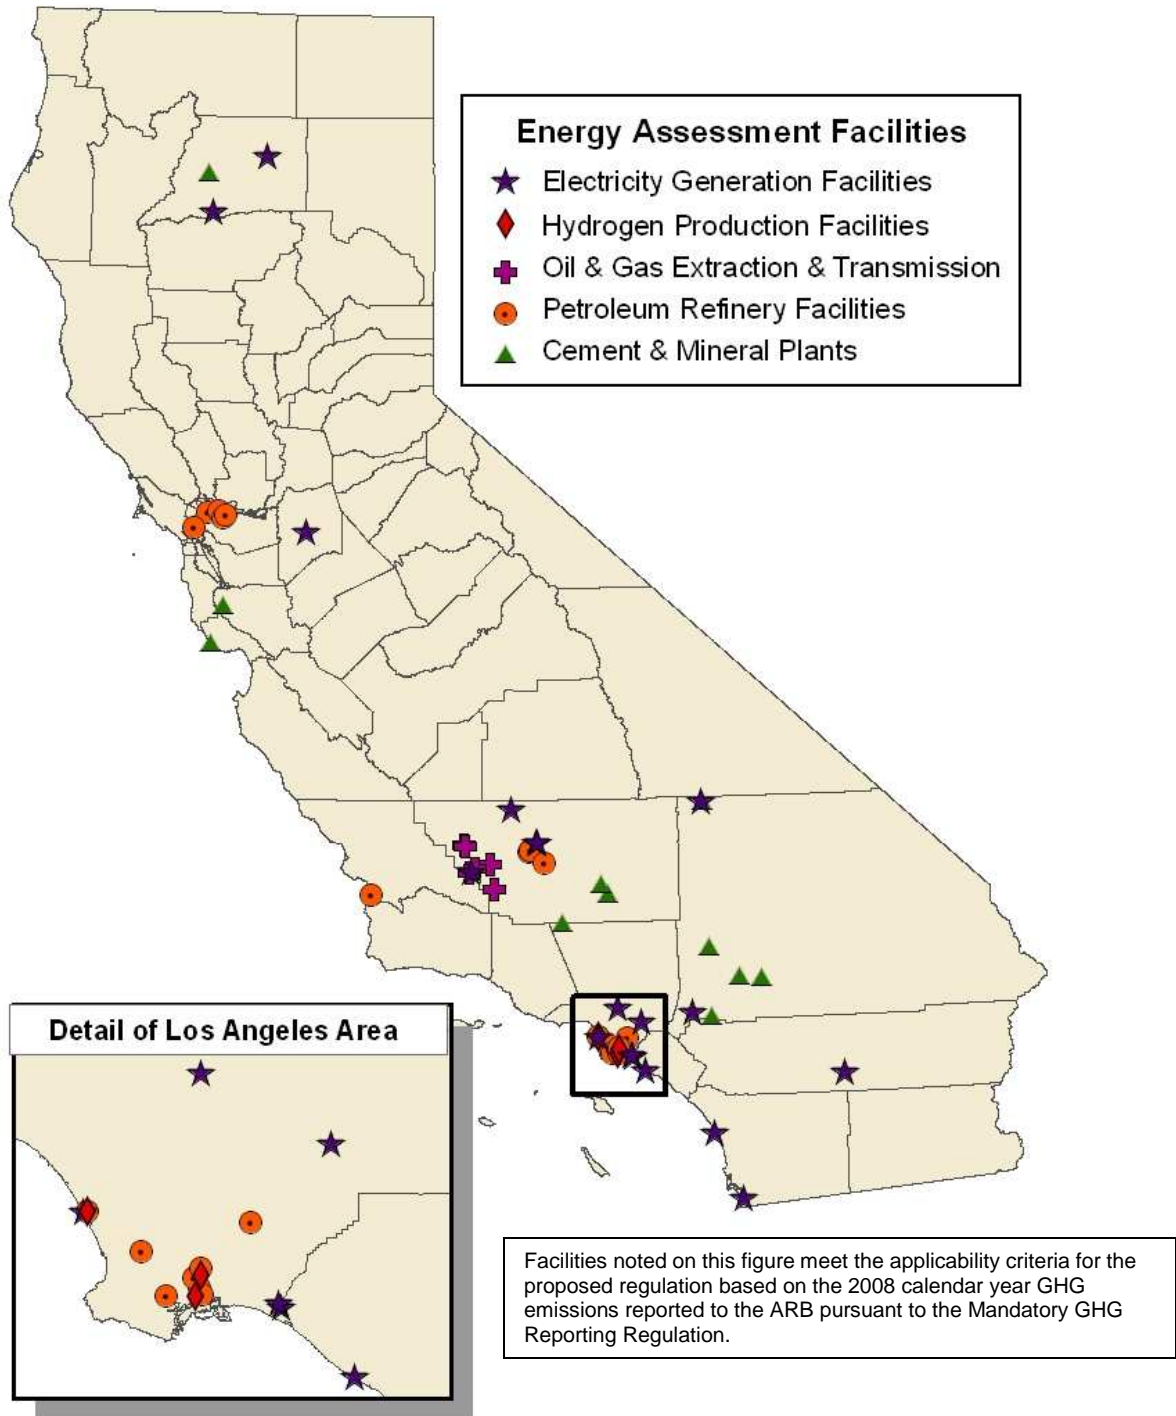 Energy Assessment Facilities
Electricity Generation Facilities
Hydrogen Production Facilities
Oil & Gas Extraction & Transmission
Petroleum Refinery Facilities
Cement & Mineral Plants
Detail of Los Angeles Area
Facilities noted on this figure meet the applicability criteria for the
proposed regulation based on the 2008 calendar year GHG
emissions reported to the ARB pursuant to the Mandatory GHG
Reporting Regulation.